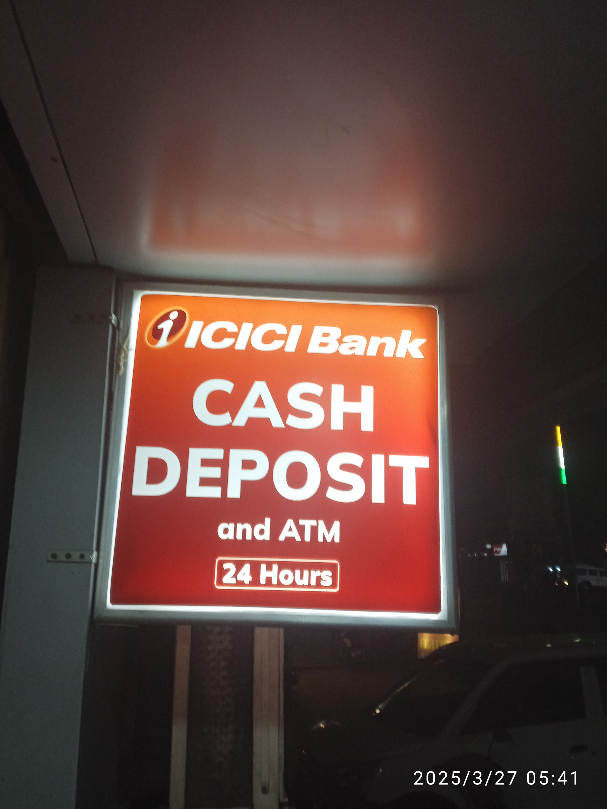 i ICICI Bank
CASH
DEPOSIT
and ATM
24 Hours
2025/3/27 05:41